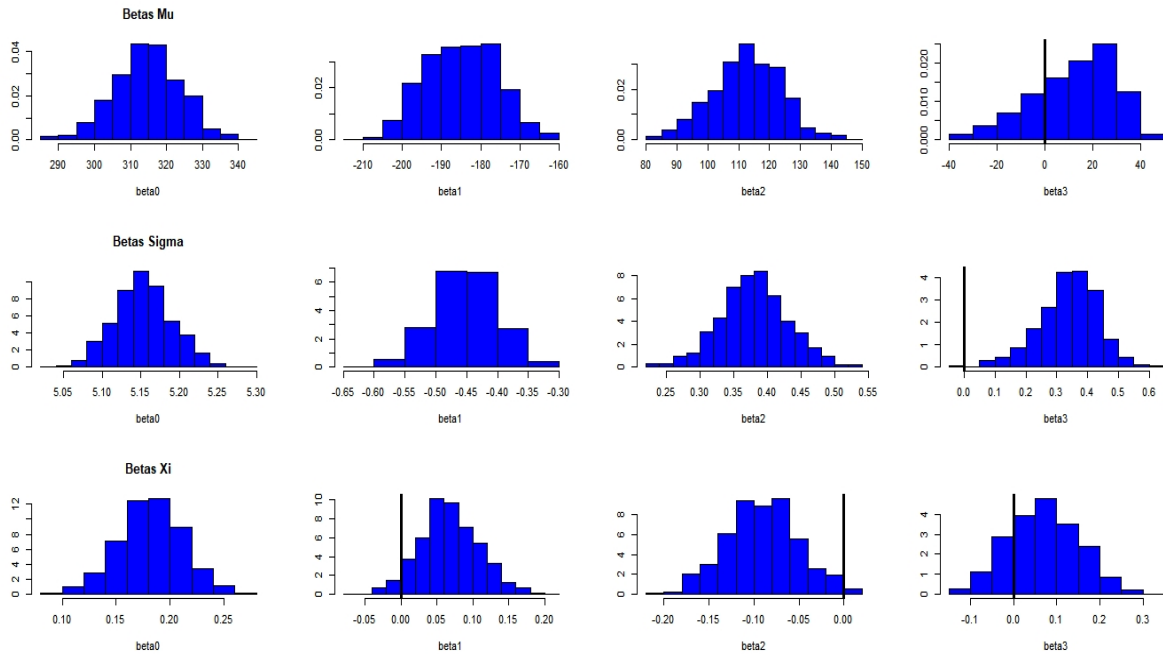 Betas Mu
0.00 0.02 0.04
290 300 310 320 330 340
beta0
0.00 0.02
-210 -200 -190 -180 -170 -160
beta1
0.00 0.02
80 90 100 110 120 130 140 150
beta2
0.000 0.010 0.020
-40 -20 0 20 40
beta3
Betas Sigma
0 2 4 6 8
5.05 5.10 5.15 5.20 5.25 5.30
beta0
0 2 4 6
-0.65 -0.60 -0.55 -0.50 -0.45 -0.40 -0.35 -0.30
beta1
0 2 4 6 8
0.25 0.30 0.35 0.40 0.45 0.50 0.55
beta2
0 1 2 3 4
0.0 0.1 0.2 0.3 0.4 0.5 0.6
beta3
Betas Xi
0 2 4 6 8 12
0.10 0.15 0.20 0.25
beta0
0 2 4 6 8 10
-0.05 0.00 0.05 0.10 0.15 0.20
beta1
0 2 4 6 8
-0.20 -0.15 -0.10 -0.05 0.00
beta2
0 1 2 3 4
-0.1 0.0 0.1 0.2 0.3
beta3